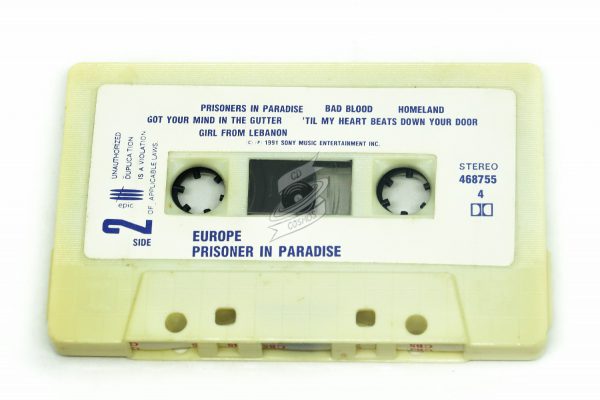 PRISONERS IN PARADISE BAD BLOOD HOMELAND
GOT YOUR MIND IN THE GUTTER 'TIL MY HEART BEATS DOWN YOUR DOOR
GIRL FROM LEBANON
© ℗ 1991 SONY MUSIC ENTERTAINMENT INC.
UNAUTHORIZED
DUPLICATION
IS A VIOLATION
OF APPLICABLE LAWS.
epic
2
SIDE
STEREO
468755
4
CD
COSMOS
EUROPE
PRISONER IN PARADISE